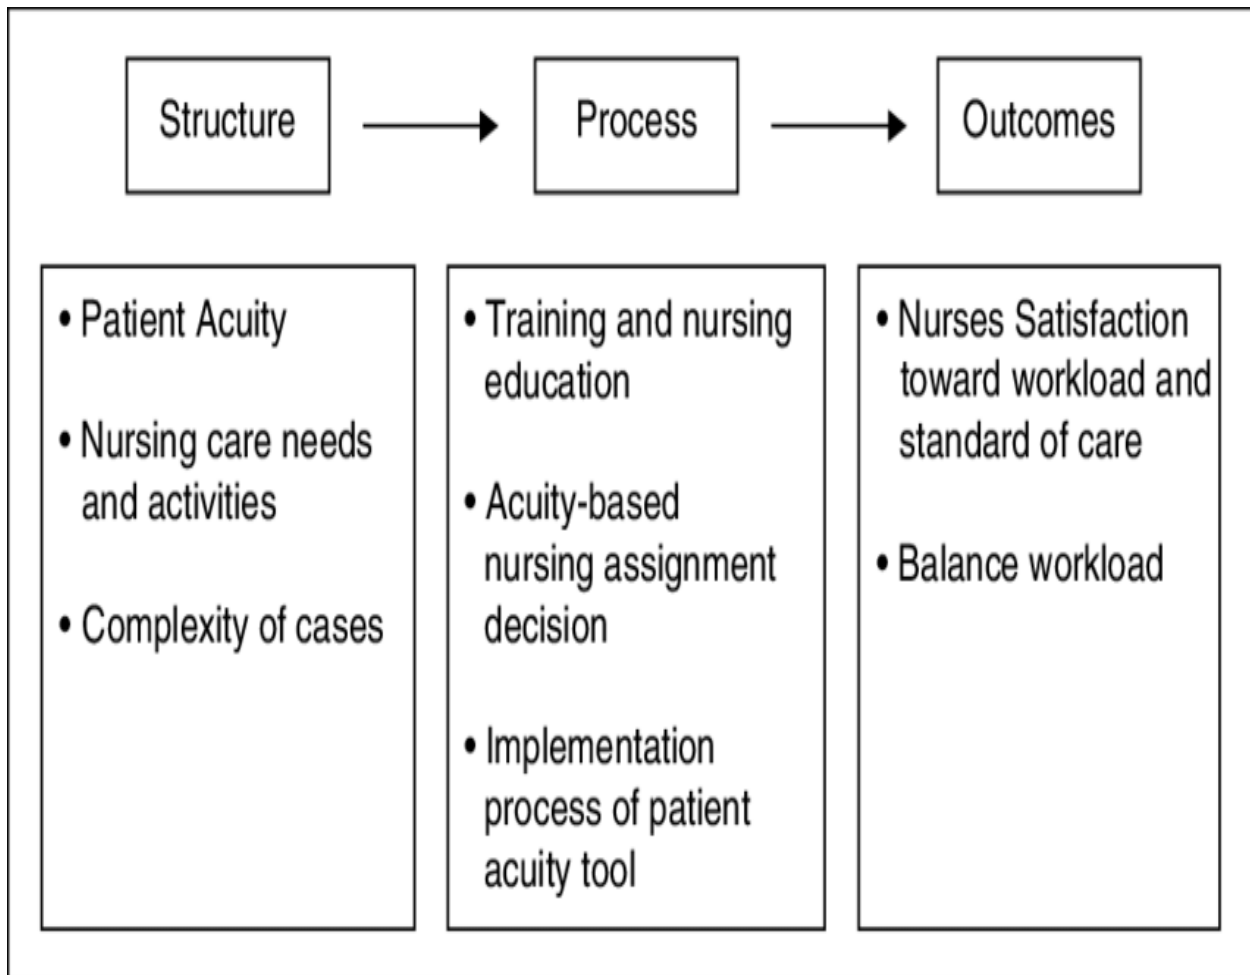 Structure
Process
Outcomes
• Patient Acuity
• Nursing care needs
and activities
• Complexity of cases
• Training and nursing
education
• Acuity-based
nursing assignment
decision
• Implementation
process of patient
acuity tool
• Nurses Satisfaction
toward workload and
standard of care
• Balance workload